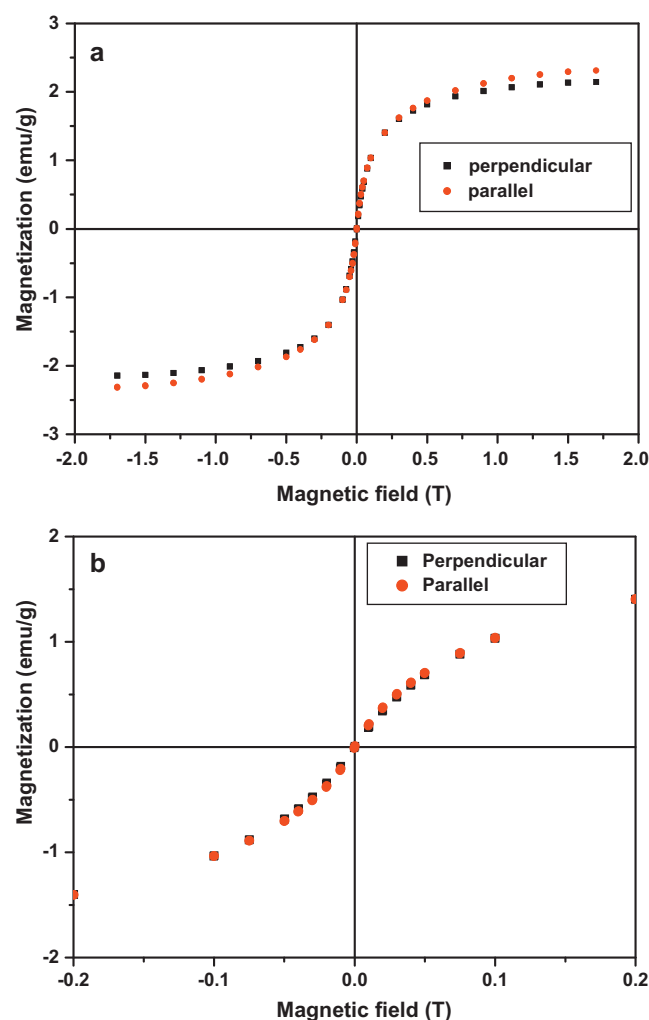 a
3
2
1
0
-1
-2
-3
Magnetization (emu/g)
perpendicular
parallel
-2.0 -1.5 -1.0 -0.5 0.0 0.5 1.0 1.5 2.0
Magnetic field (T)
b
2
1
0
-1
-2
Magnetization (emu/g)
Perpendicular
Parallel
-0.2 -0.1 0.0 0.1 0.2
Magnetic field (T)